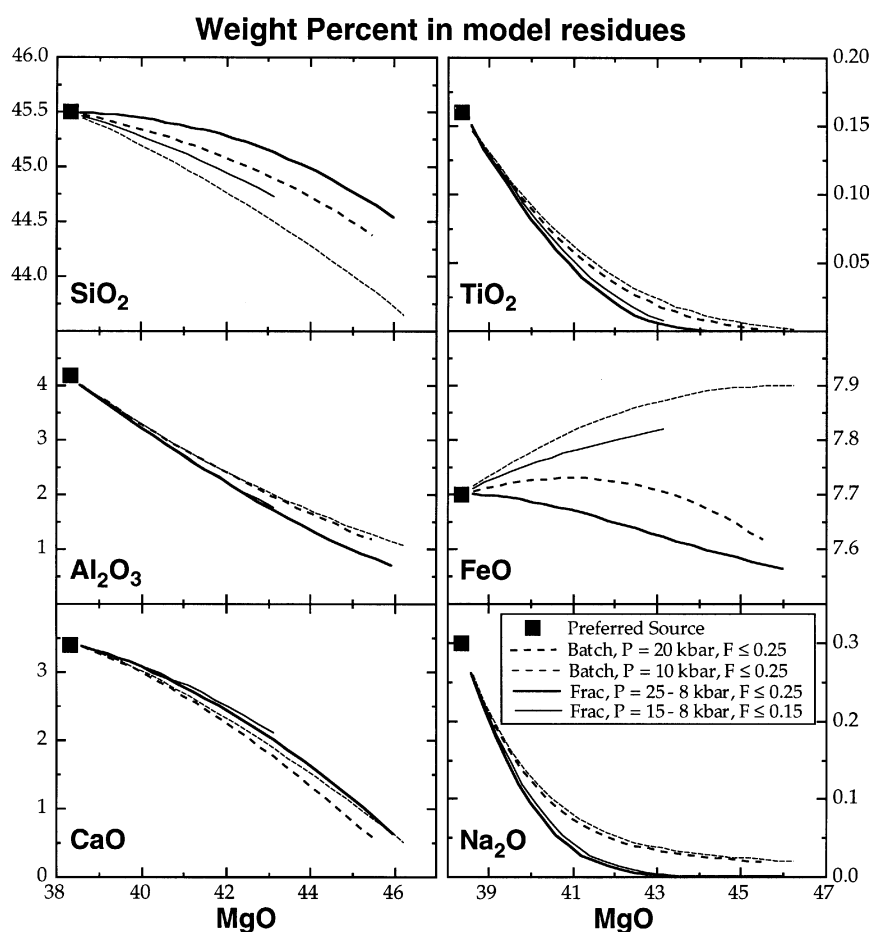 Weight Percent in model residues
46.0
45.5
45.0
44.5
44.0
SiO₂
0.20
0.15
0.10
0.05
TiO₂
4
3
2
1
Al₂O₃
7.9
7.8
7.7
7.6
FeO
3
2
1
0
CaO
38 40 42 44 46
MgO
Preferred Source
Batch, P = 20 kbar, F ≤ 0.25
Batch, P = 10 kbar, F ≤ 0.25
Frac, P = 25 - 8 kbar, F ≤ 0.25
Frac, P = 15 - 8 kbar, F ≤ 0.15
0.3
0.2
0.1
0.0
Na₂O
39 41 43 45 47
MgO